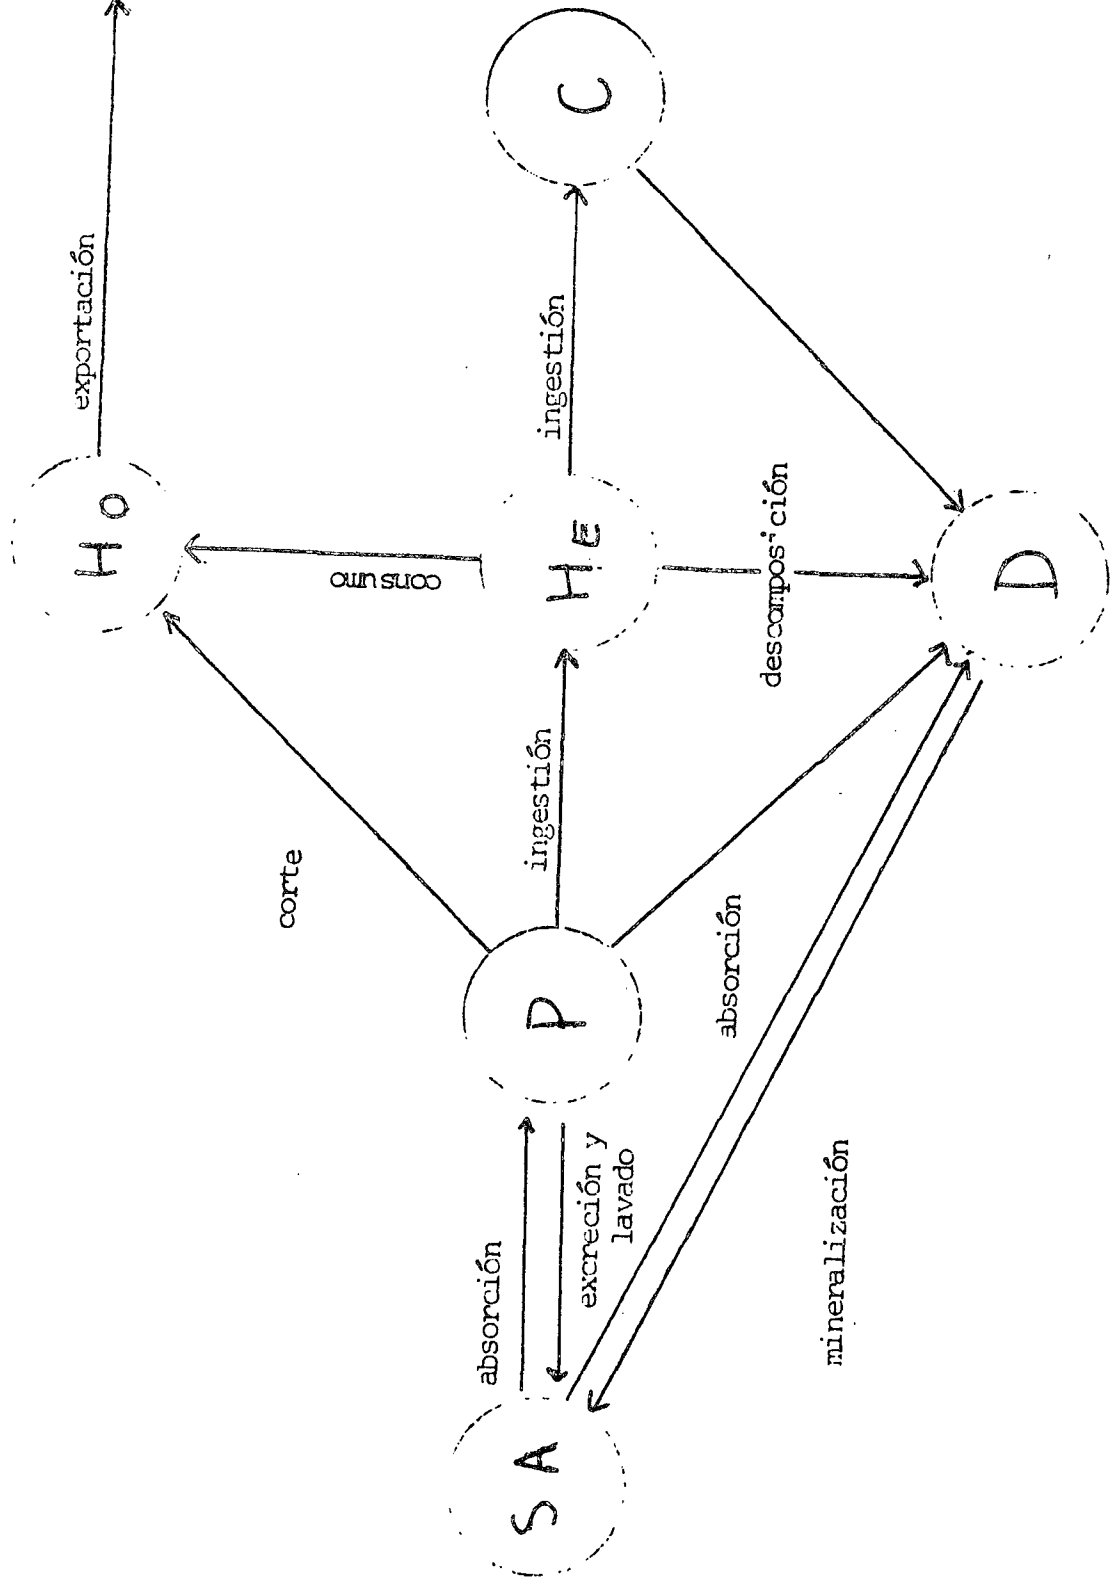 exportación
H O
corte
consumo
absorción
ingestión
ingestión
S A
P
H E
C
excreción y
lavado
absorción
descomposición
mineralización
D